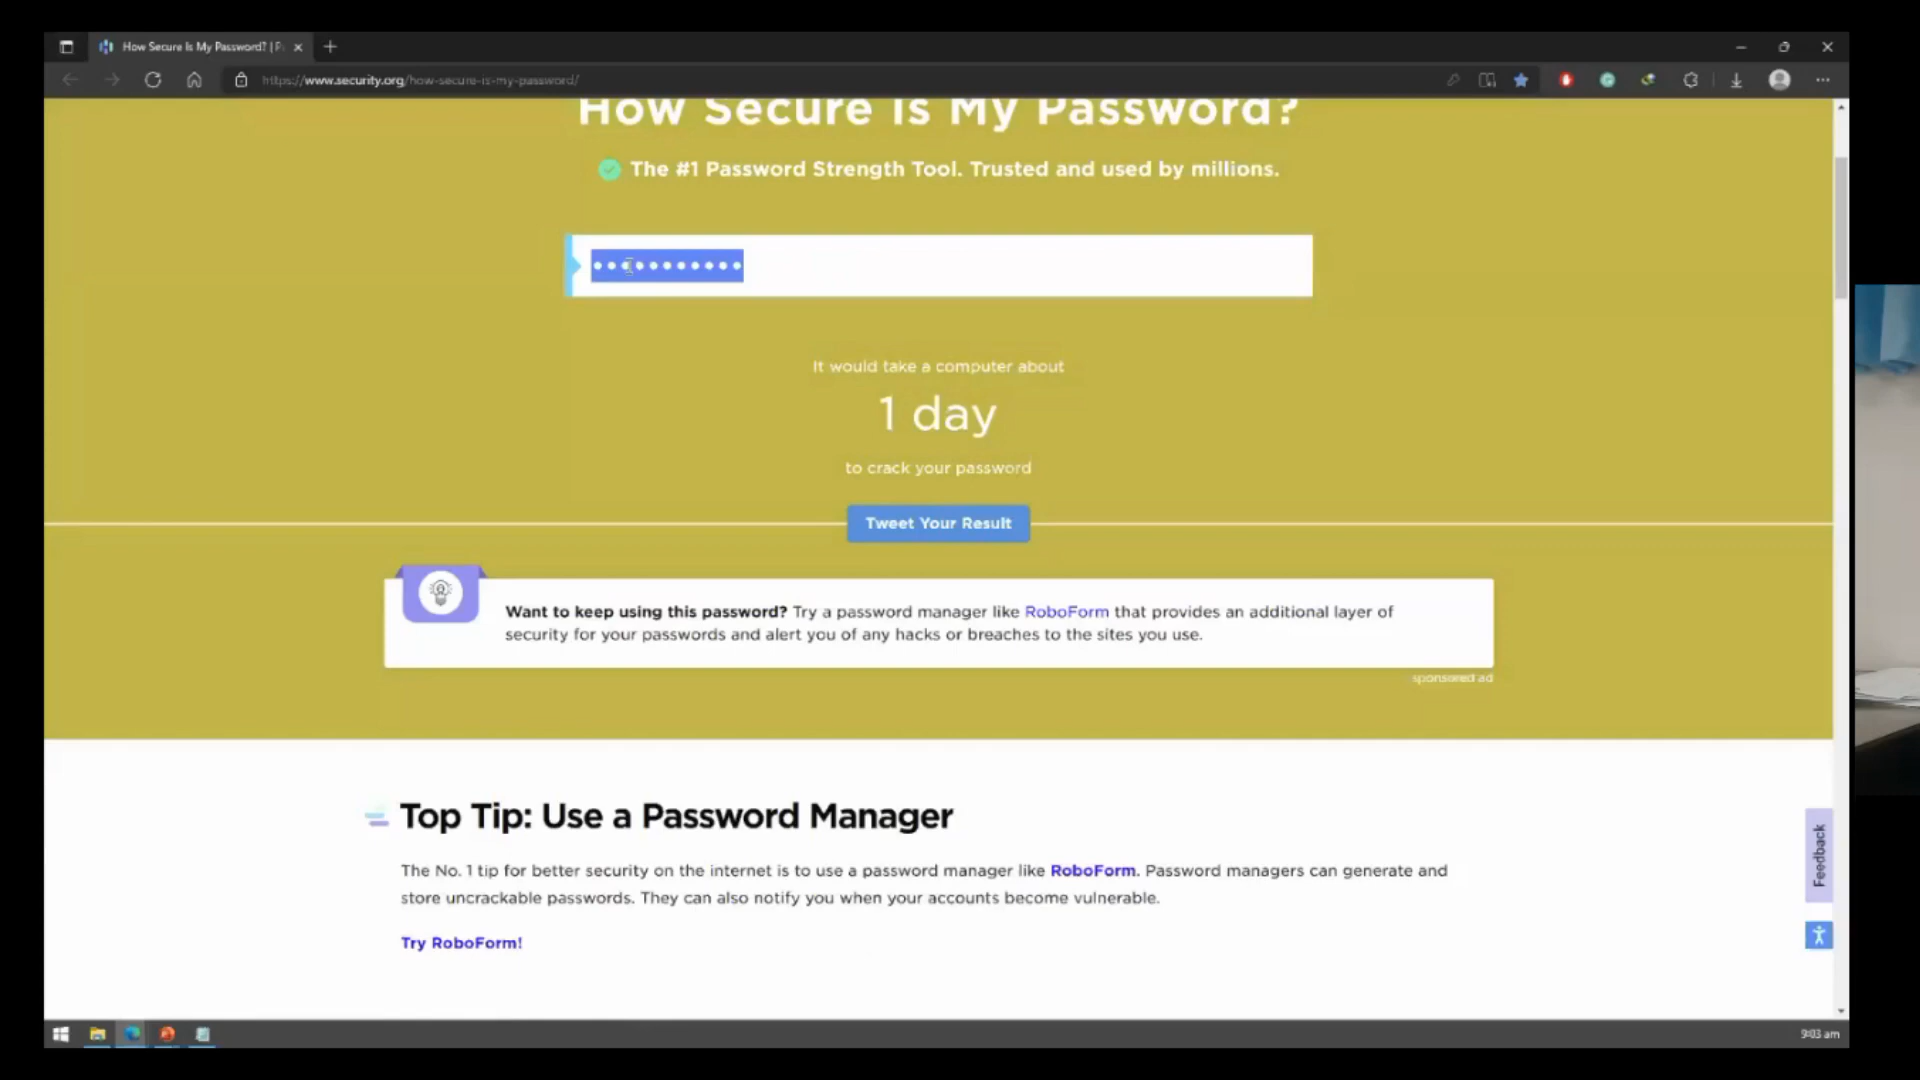 How Secure Is My Password? | P
https://www.security.org/how-secure-is-my-password/
How Secure Is My Password?
The #1 Password Strength Tool. Trusted and used by millions.
It would take a computer about
1 day
to crack your password
Tweet Your Result
Want to keep using this password? Try a password manager like RoboForm that provides an additional layer of
security for your passwords and alert you of any hacks or breaches to the sites you use.
sponsored ad
Top Tip: Use a Password Manager
The No. 1 tip for better security on the internet is to use a password manager like RoboForm. Password managers can generate and
store uncrackable passwords. They can also notify you when your accounts become vulnerable.
Try RoboForm!
Feedback
9:03 am